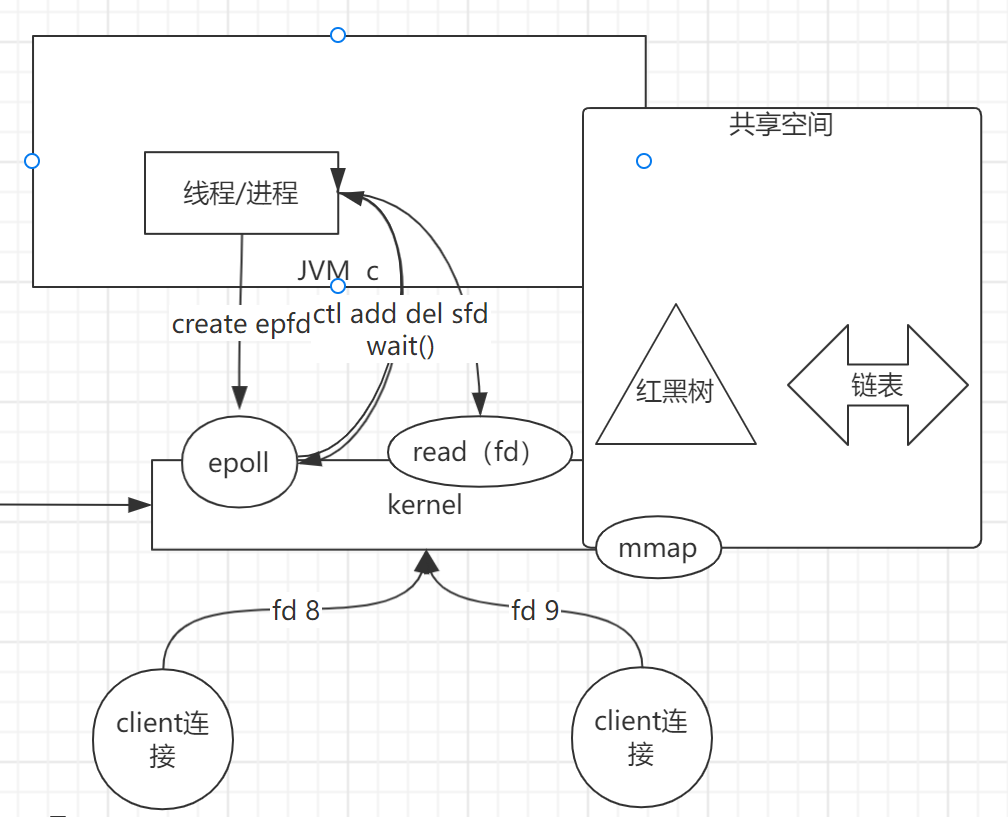 共享空间
线程/进程
JVM c
create epfd
ctl add del sfd
wait()
红黑树
链表
epoll
read（fd）
kernel
mmap
fd 8
fd 9
client连
接
client连
接